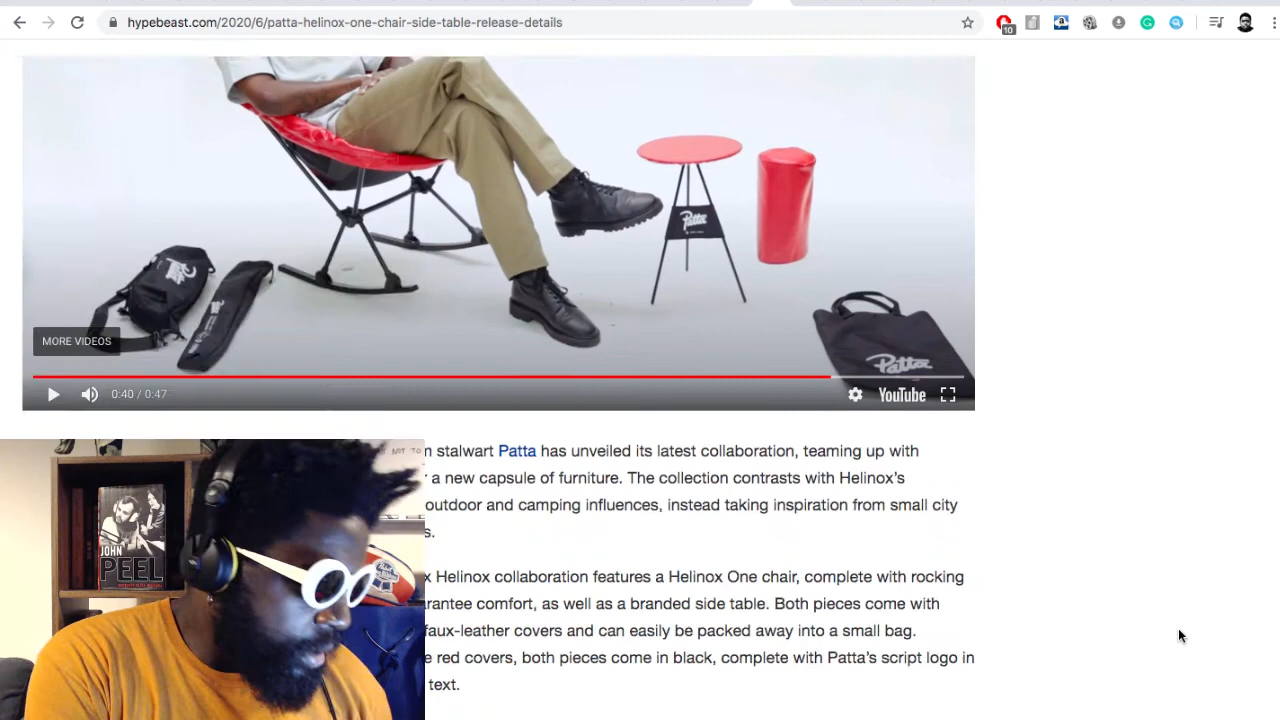 hypebeast.com/2020/6/patta-helinox-one-chair-side-table-release-details
10
Patta
Patta
Patta
MORE VIDEOS
0:40 / 0:47
YouTube
stalwart Patta has unveiled its latest collaboration, teaming up with
a new capsule of furniture. The collection contrasts with Helinox's
outdoor and camping influences, instead taking inspiration from small city
s.
x Helinox collaboration features a Helinox One chair, complete with rocking
arantee comfort, as well as a branded side table. Both pieces come with
faux-leather covers and can easily be packed away into a small bag.
e red covers, both pieces come in black, complete with Patta's script logo in
text.
NOT TO
JOHN
PEEL